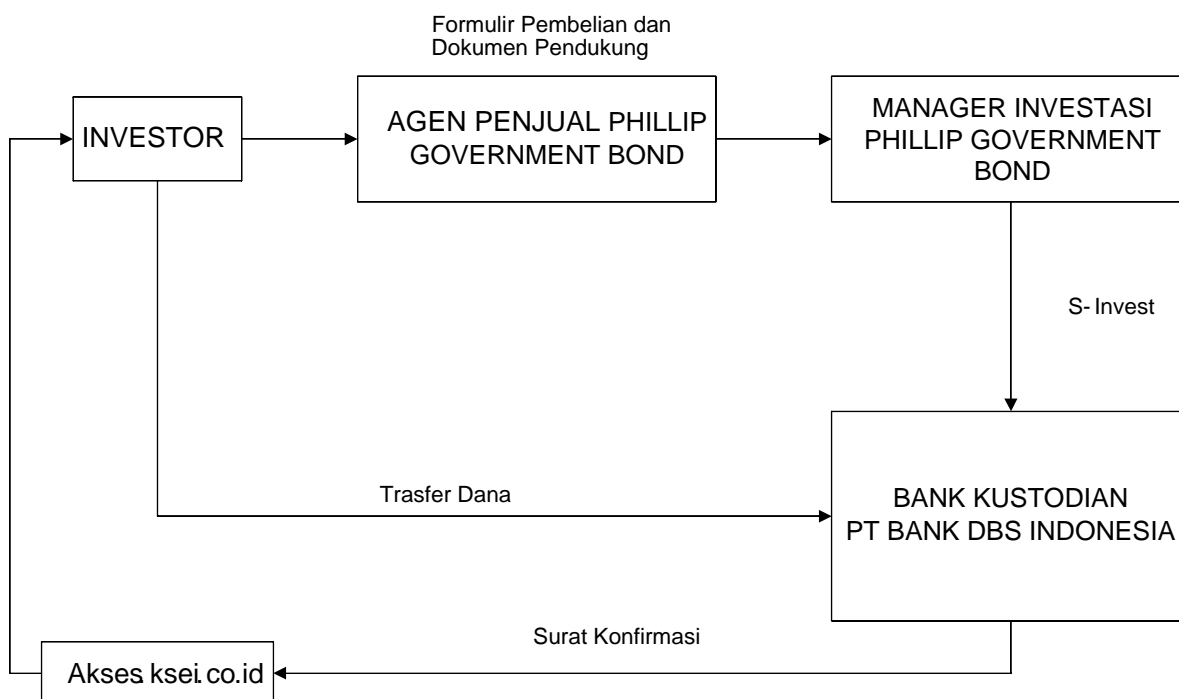 Formulir Pembelian dan
Dokumen Pendukung
INVESTOR
AGEN PENJUAL PHILLIP
GOVERNMENT BOND
MANAGER INVESTASI
PHILLIP GOVERNMENT
BOND
S- Invest
Trasfer Dana
BANK KUSTODIAN
PT BANK DBS INDONESIA
Surat Konfirmasi
Akses.ksei.co.id